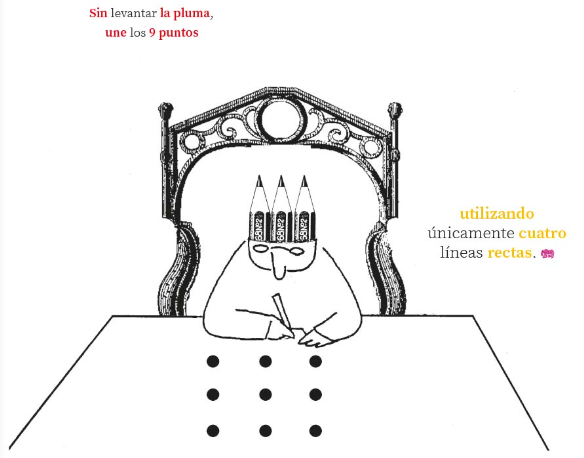 Sin levantar la pluma,
une los 9 puntos
utilizando
únicamente cuatro
líneas rectas.